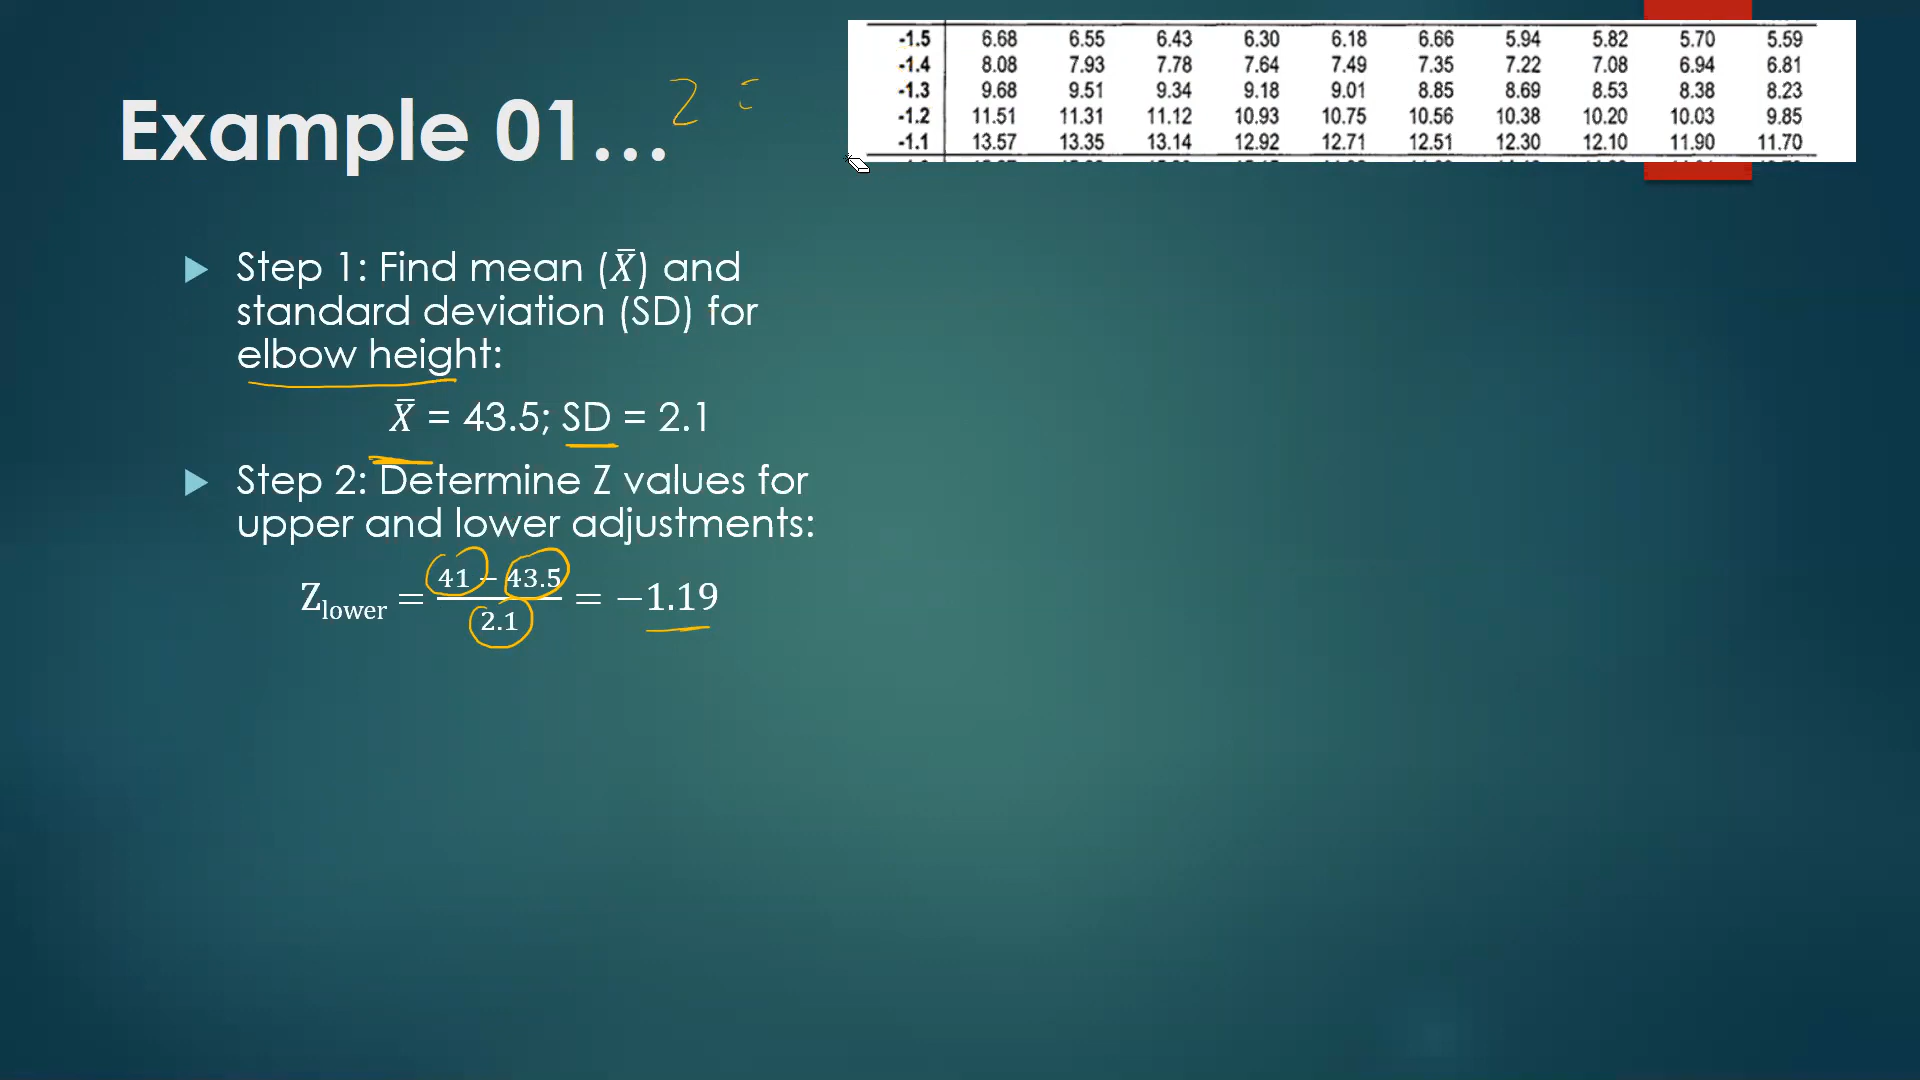 Example 01...
Z =
-1.5 6.68 6.55 6.43 6.30 6.18 6.66 5.94 5.82 5.70 5.59
-1.4 8.08 7.93 7.78 7.64 7.49 7.35 7.22 7.08 6.94 6.81
-1.3 9.68 9.51 9.34 9.18 9.01 8.85 8.69 8.53 8.38 8.23
-1.2 11.51 11.31 11.12 10.93 10.75 10.56 10.38 10.20 10.03 9.85
-1.1 13.57 13.35 13.14 12.92 12.71 12.51 12.30 12.10 11.90 11.70
Step 1: Find mean (X̅) and
standard deviation (SD) for
elbow height:
X̅ = 43.5; SD = 2.1
Step 2: Determine Z values for
upper and lower adjustments:
Z_lower = (41 − 43.5) / 2.1 = −1.19